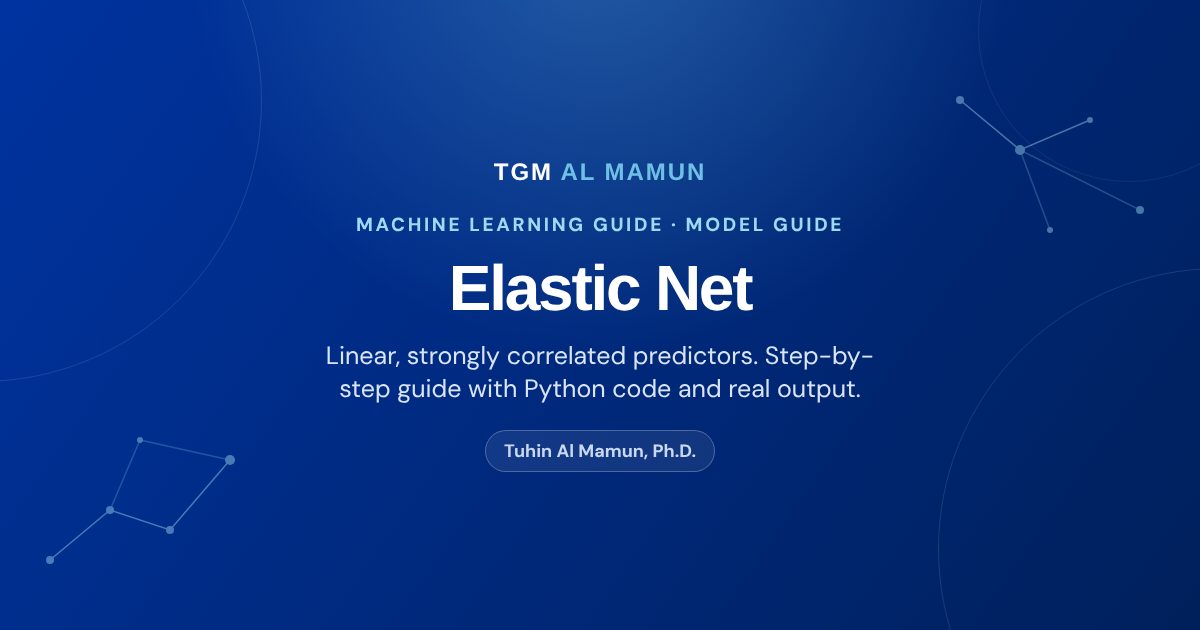 TGM AL MAMUN
MACHINE LEARNING GUIDE · MODEL GUIDE
Elastic Net
Linear, strongly correlated predictors. Step-by-
step guide with Python code and real output.
Tuhin Al Mamun, Ph.D.